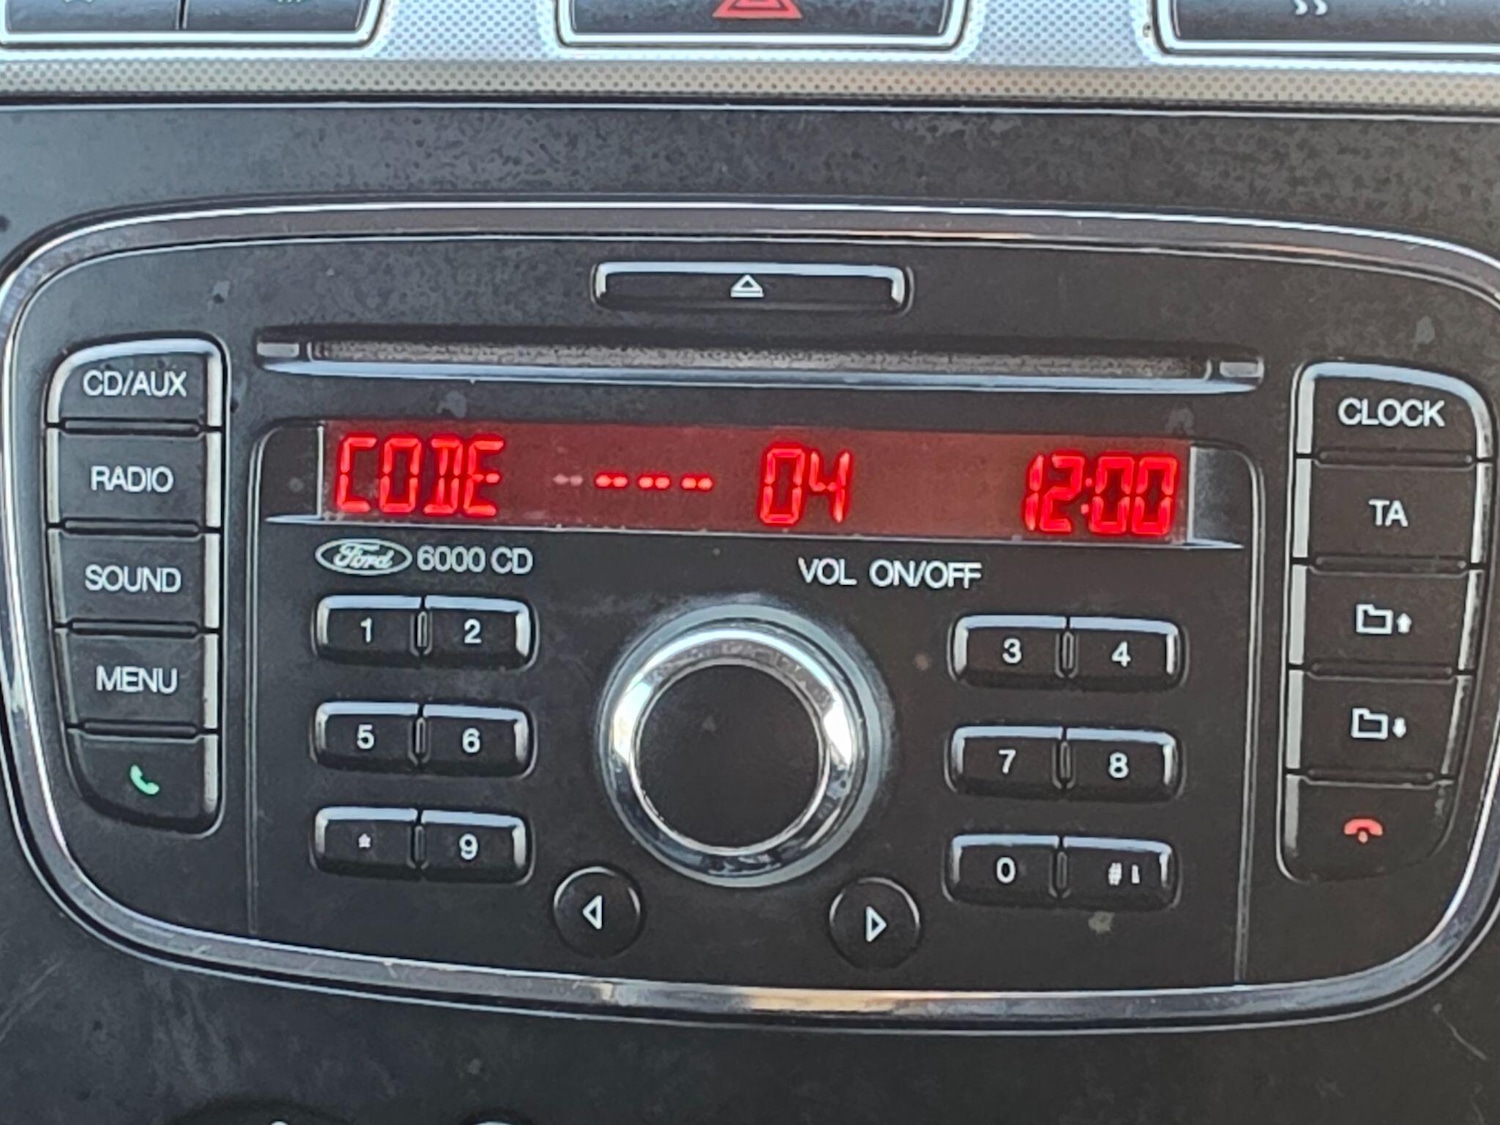 CD/AUX
RADIO
SOUND
MENU
CODE ---- 04 12:00
Ford 6000 CD
VOL ON/OFF
1 2
3 4
5 6
7 8
* 9
0 #
CLOCK
TA